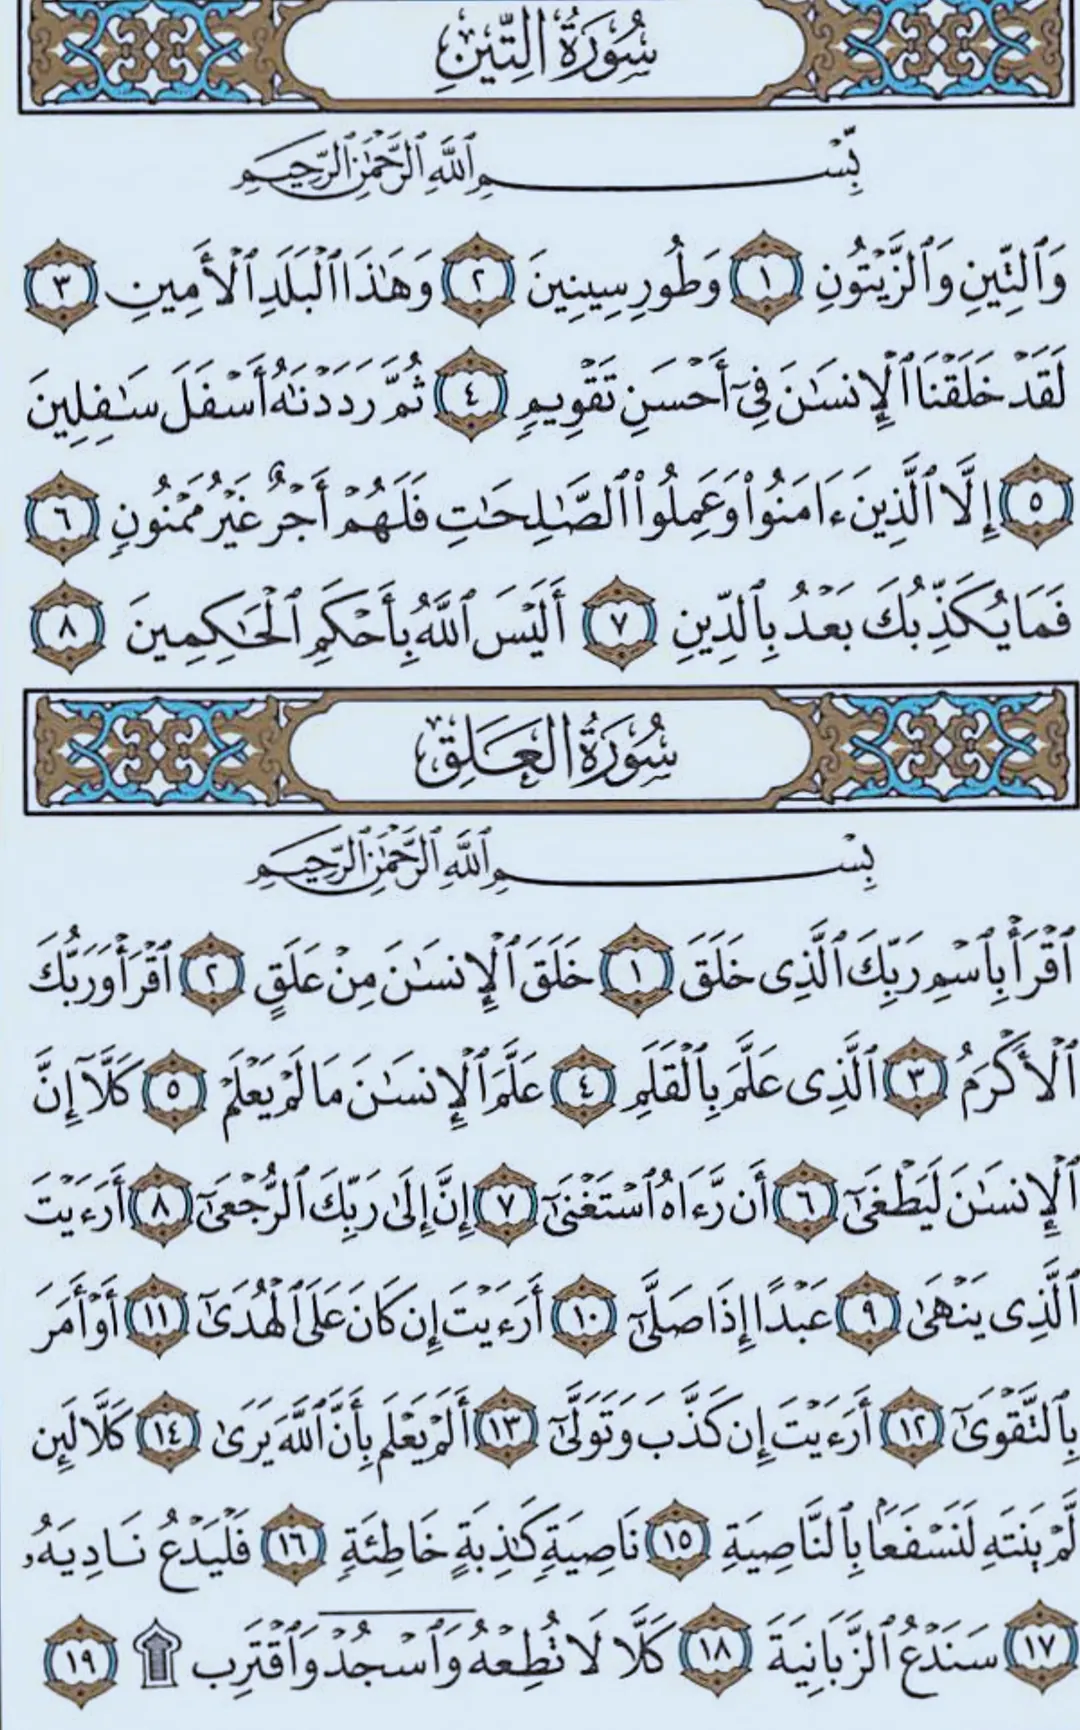 سُورَةُ التِّينِ
بِّسۡمِ ٱللَّهِ ٱلرَّحۡمَٰنِ ٱلرَّحِيمِ
وَٱلتِّينِ وَٱلزَّيۡتُونِ ١ وَطُورِ سِينِينَ ٢ وَهَٰذَا ٱلۡبَلَدِ ٱلۡأَمِينِ ٣
لَقَدۡ خَلَقۡنَا ٱلۡإِنسَٰنَ فِيٓ أَحۡسَنِ تَقۡوِيمٖ ٤ ثُمَّ رَدَدۡنَٰهُ أَسۡفَلَ سَٰفِلِينَ
٥ إِلَّا ٱلَّذِينَ ءَامَنُواْ وَعَمِلُواْ ٱلصَّٰلِحَٰتِ فَلَهُمۡ أَجۡرٌ غَيۡرُ مَمۡنُونٖ ٦
فَمَا يُكَذِّبُكَ بَعۡدُ بِٱلدِّينِ ٧ أَلَيۡسَ ٱللَّهُ بِأَحۡكَمِ ٱلۡحَٰكِمِينَ ٨
سُورَةُ العَلَقِ
بِسۡمِ ٱللَّهِ ٱلرَّحۡمَٰنِ ٱلرَّحِيمِ
ٱقۡرَأۡ بِٱسۡمِ رَبِّكَ ٱلَّذِي خَلَقَ ١ خَلَقَ ٱلۡإِنسَٰنَ مِنۡ عَلَقٍ ٢ ٱقۡرَأۡ وَرَبُّكَ
ٱلۡأَكۡرَمُ ٣ ٱلَّذِي عَلَّمَ بِٱلۡقَلَمِ ٤ عَلَّمَ ٱلۡإِنسَٰنَ مَا لَمۡ يَعۡلَمۡ ٥ كَلَّآ إِنَّ
ٱلۡإِنسَٰنَ لَيَطۡغَىٰٓ ٦ أَن رَّءَاهُ ٱسۡتَغۡنَىٰٓ ٧ إِنَّ إِلَىٰ رَبِّكَ ٱلرُّجۡعَىٰٓ ٨ أَرَءَيۡتَ
ٱلَّذِي يَنۡهَىٰ ٩ عَبۡدًا إِذَا صَلَّىٰٓ ١٠ أَرَءَيۡتَ إِن كَانَ عَلَى ٱلۡهُدَىٰٓ ١١ أَوۡ أَمَرَ
بِٱلتَّقۡوَىٰٓ ١٢ أَرَءَيۡتَ إِن كَذَّبَ وَتَوَلَّىٰٓ ١٣ أَلَمۡ يَعۡلَم بِأَنَّ ٱللَّهَ يَرَىٰ ١٤ كَلَّا لَئِن
لَّمۡ يَنتَهِ لَنَسۡفَعَۢا بِٱلنَّاصِيَةِ ١٥ نَاصِيَةٖ كَٰذِبَةٍ خَاطِئَةٖ ١٦ فَلۡيَدۡعُ نَادِيَهُۥ
١٧ سَنَدۡعُ ٱلزَّبَانِيَةَ ١٨ كَلَّا لَا تُطِعۡهُ وَٱسۡجُدۡۤ وَٱقۡتَرِب ۩ ١٩